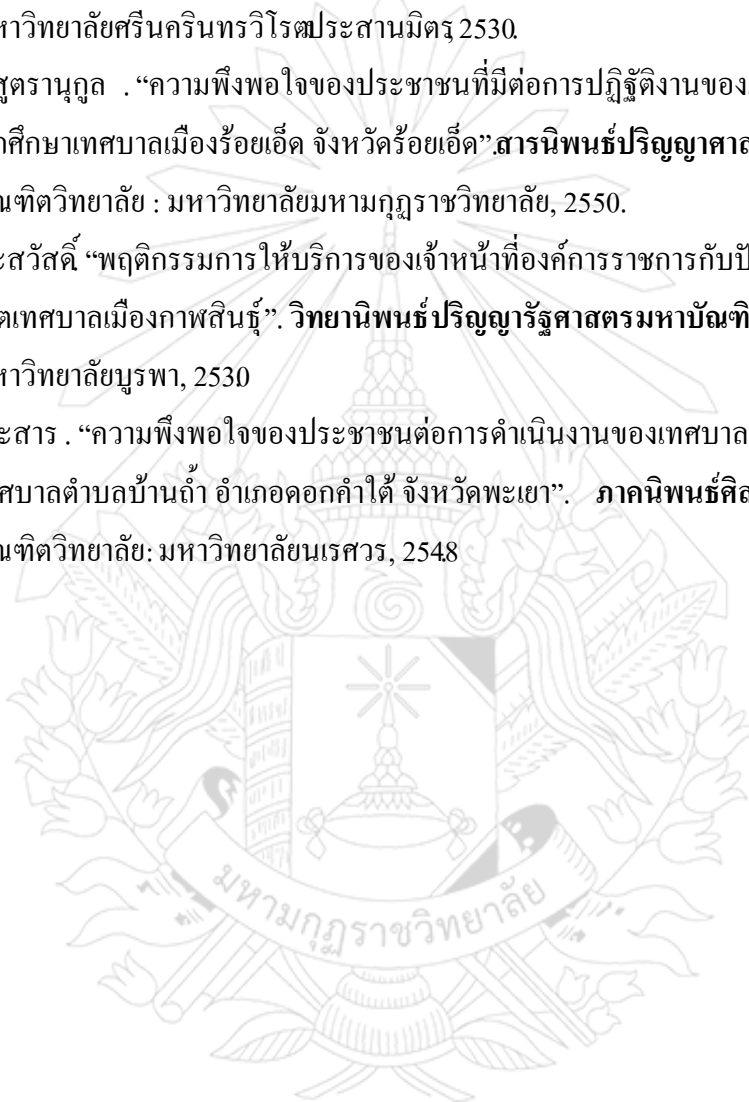 หาวิทยาลัยศรีนครินทรวิโรฒประสานมิตร, 2530.
สูตรานุกูล . “ความพึงพอใจของประชาชนที่มีต่อการปฏิฐัติงานของ
ศึกษาเทศบาลเมืองร้อยเอ็ด จังหวัดร้อยเอ็ด”.สารนิพนธ์ปริญญาศาส
ณฑิตวิทยาลัย : มหาวิทยาลัยมหามกุฏราชวิทยาลัย, 2550.
ะสวัสดิ์. “พฤติกรรมการให้บริการของเจ้าหน้าที่องค์การราชการกับปั
ตเทศบาลเมืองกาฬสินธุ์”. วิทยานิพนธ์ปริญญารัฐศาสตรมหาบัณฑิ
หาวิทยาลัยบูรพา, 2530.
ะสาร . “ความพึงพอใจของประชาชนต่อการดำเนินงานของเทศบาล
ศบาลตำบลบ้านถ้ำ อำเภอดอกคำใต้ จังหวัดพะเยา”. ภาคนิพนธ์ศิล
ณฑิตวิทยาลัย: มหาวิทยาลัยนเรศวร, 2548.
มหามกุฏราชวิทยาลัย